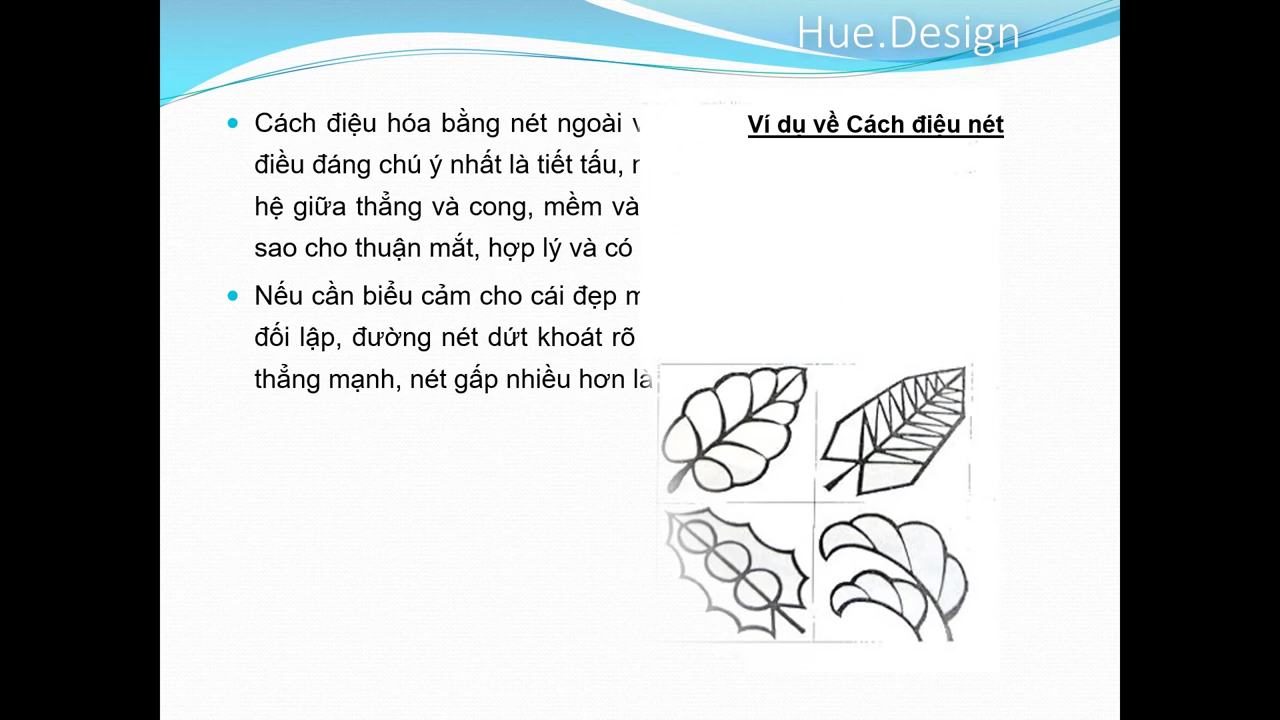 Hue.Design
Cách điệu hóa bằng nét ngoài
điều đáng chú ý nhất là tiết tấu,
hệ giữa thẳng và cong, mềm và
sao cho thuận mắt, hợp lý và có
Nếu cần biểu cảm cho cái đẹp
đối lập, đường nét dứt khoát rõ
thẳng mạnh, nét gấp nhiều hơn là
Ví dụ về Cách điệu nét